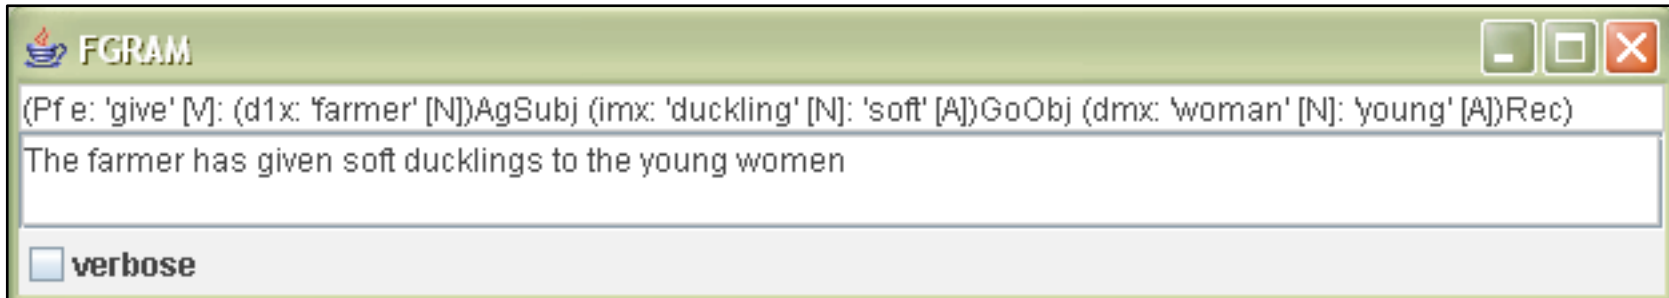 FGRAM
(Pf e: 'give' [V]: (d1x: 'farmer' [N])AgSubj (imx: 'duckling' [N]: 'soft' [A])GoObj (dmx: 'woman' [N]: 'young' [A])Rec)
The farmer has given soft ducklings to the young women
verbose